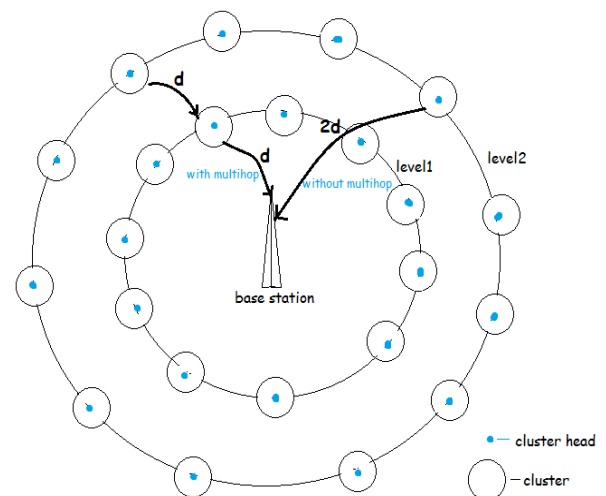 d
2d
level1
level2
d
with multihop
without multihop
base station
cluster head
cluster